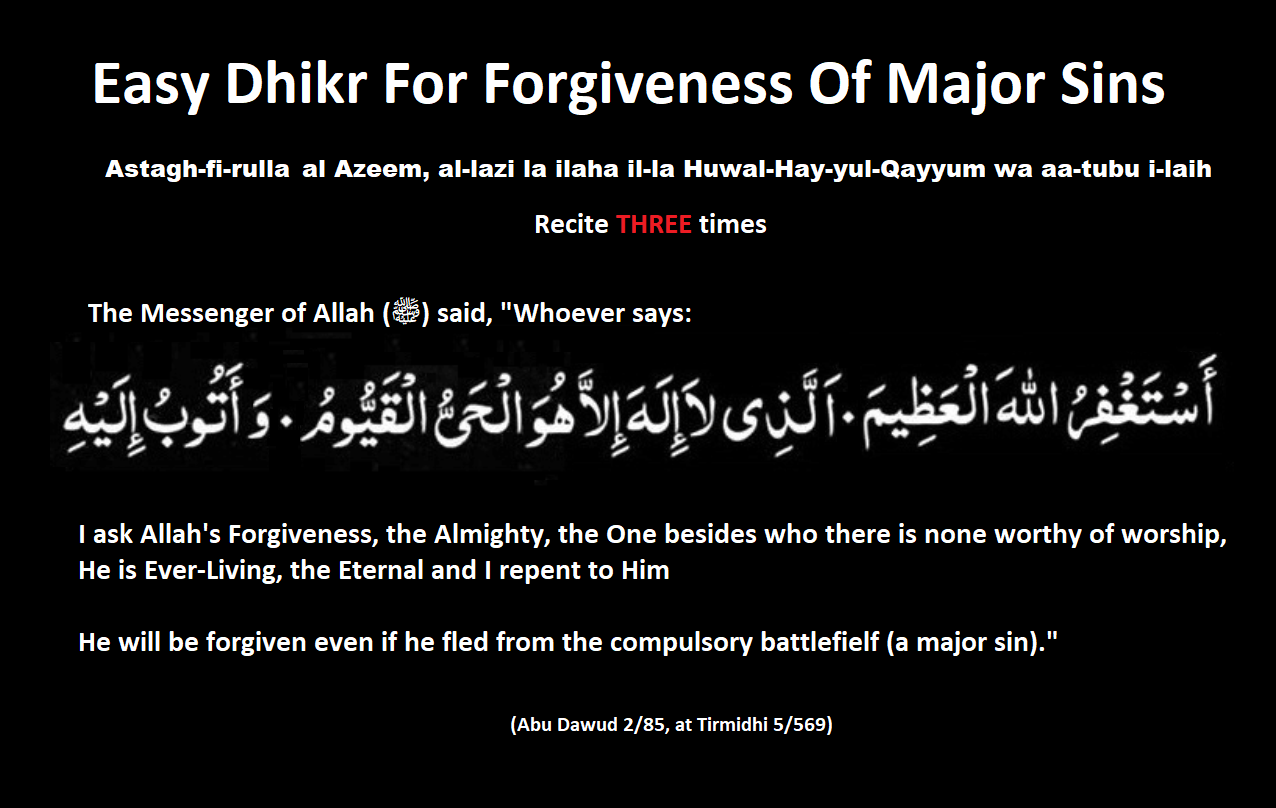 Easy Dhikr For Forgiveness Of Major Sins
Astagh-fi-rulla al Azeem, al-lazi la ilaha il-la Huwal-Hay-yul-Qayyum wa aa-tubu i-laih
Recite THREE times
The Messenger of Allah (ﷺ) said, "Whoever says:
أَسْتَغْفِرُ اللهَ الْعَظِيمَ ۰ اَلَّذِى لاَ إِلَهَ إِلاَّ هُوَ الْحَىُّ الْقَيُّومُ ۰ وَ أَتُوبُ إِلَيْهِ
I ask Allah's Forgiveness, the Almighty, the One besides who there is none worthy of worship,
He is Ever-Living, the Eternal and I repent to Him
He will be forgiven even if he fled from the compulsory battlefielf (a major sin)."
(Abu Dawud 2/85, at Tirmidhi 5/569)